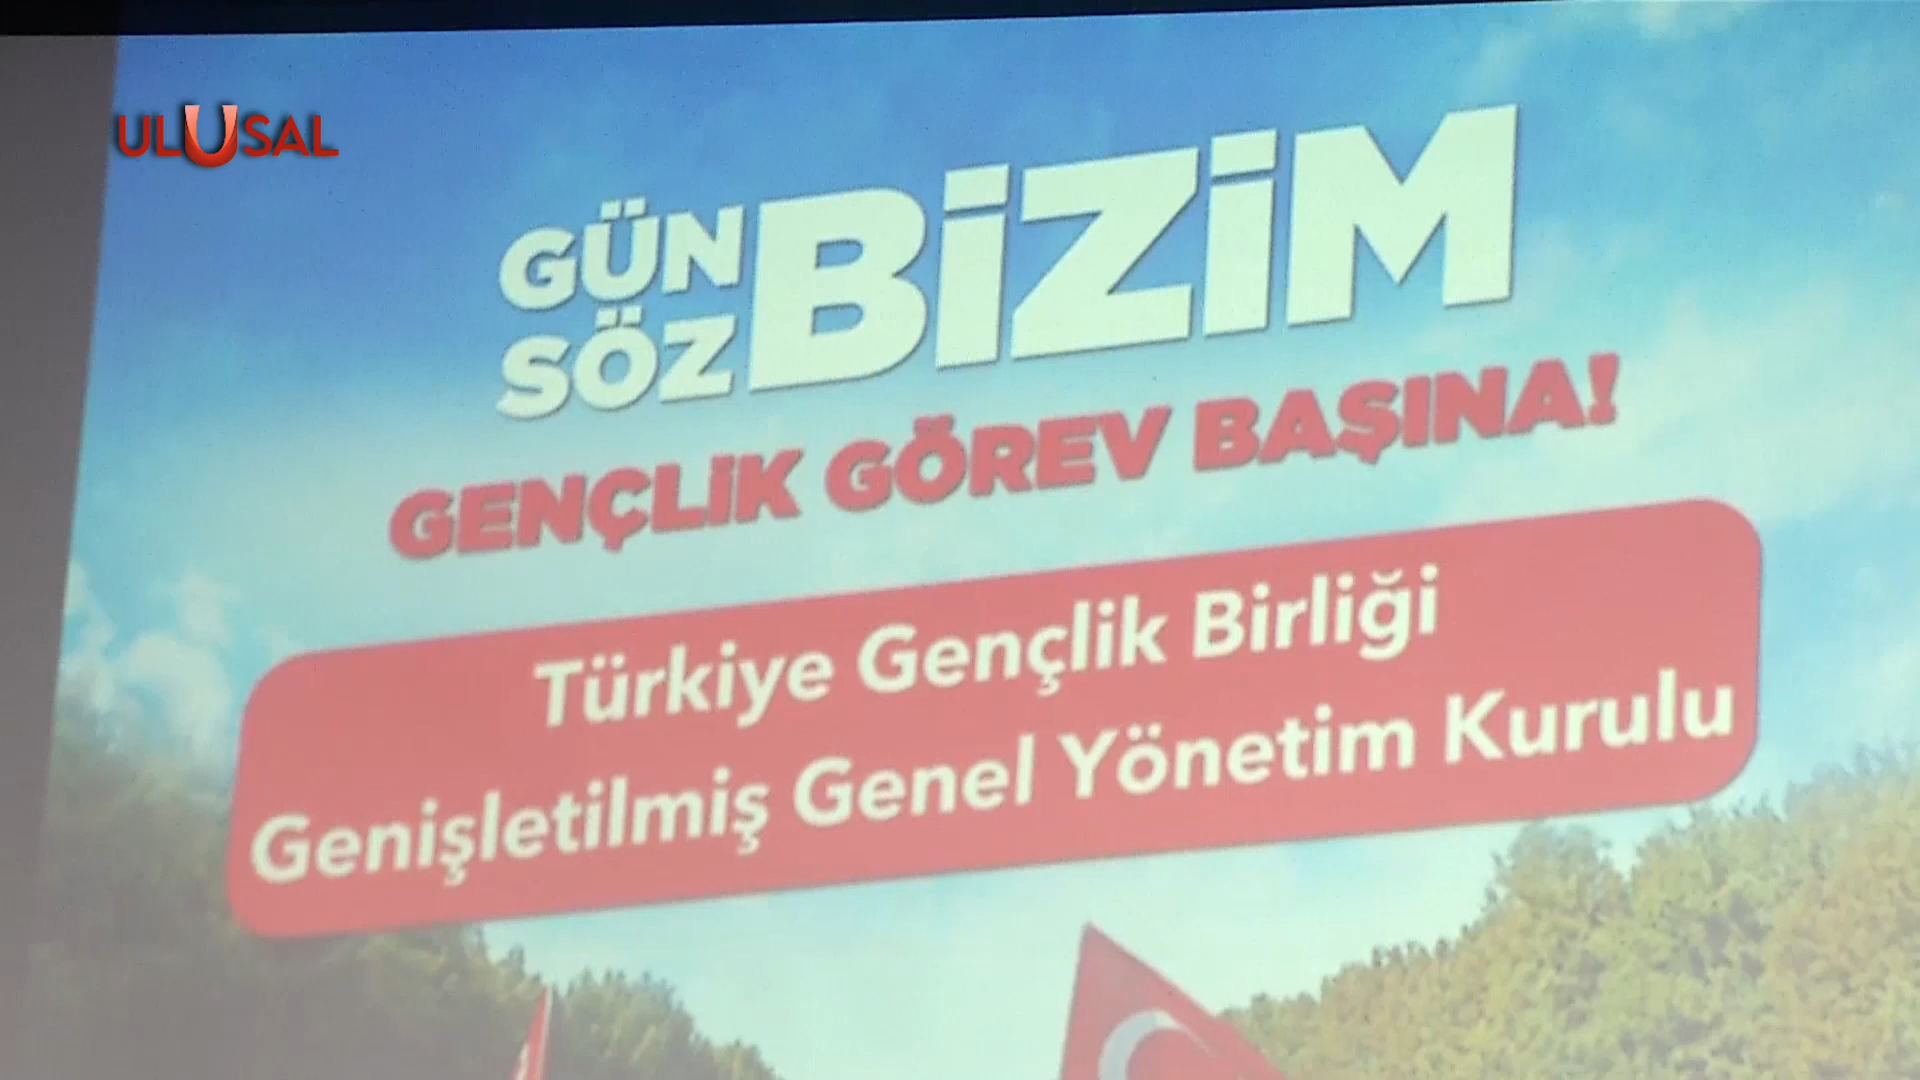 ULUSAL
GÜN
SÖZ BİZİM
GENÇLİK GÖREV BAŞINA!
Türkiye Gençlik Birliği
Genişletilmiş Genel Yönetim Kurulu